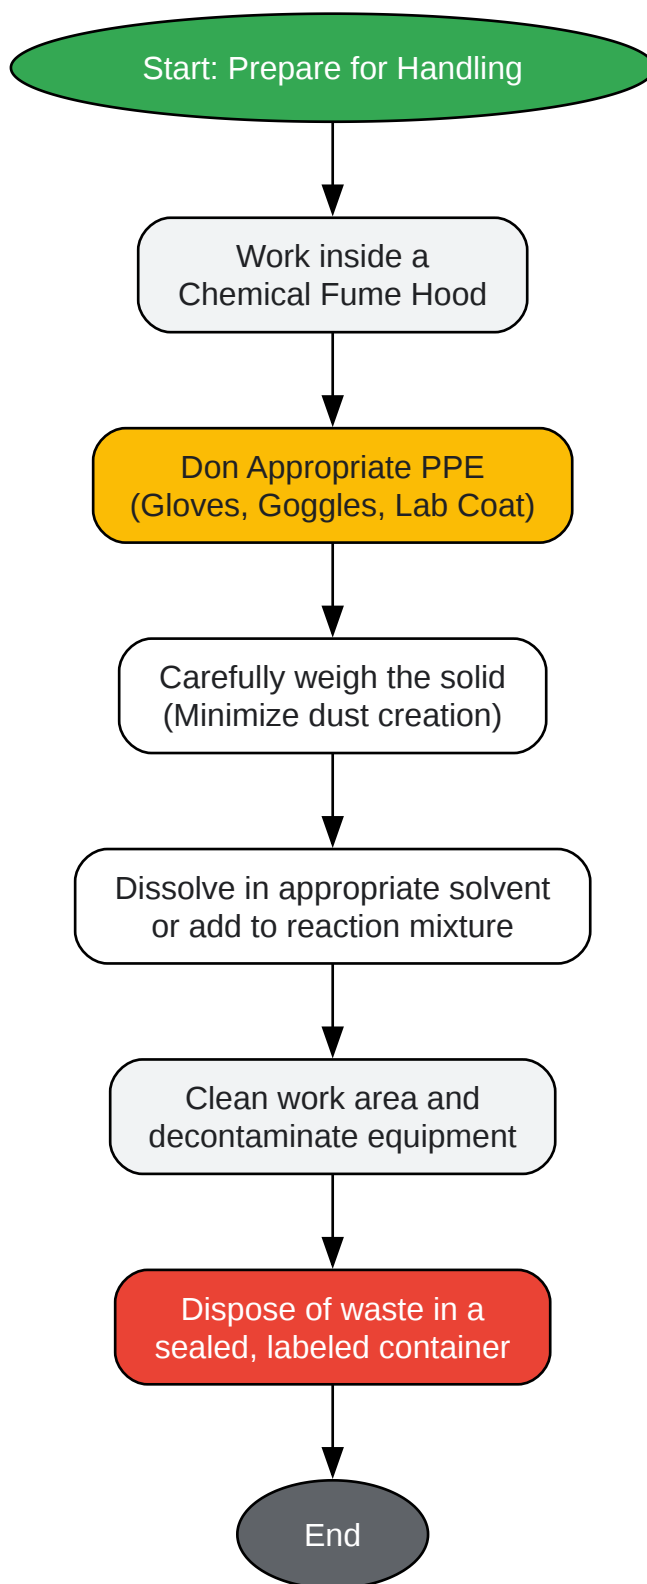 Start: Prepare for Handling
Work inside a
Chemical Fume Hood
Don Appropriate PPE
(Gloves, Goggles, Lab Coat)
Carefully weigh the solid
(Minimize dust creation)
Dissolve in appropriate solvent
or add to reaction mixture
Clean work area and
decontaminate equipment
Dispose of waste in a
sealed, labeled container
End